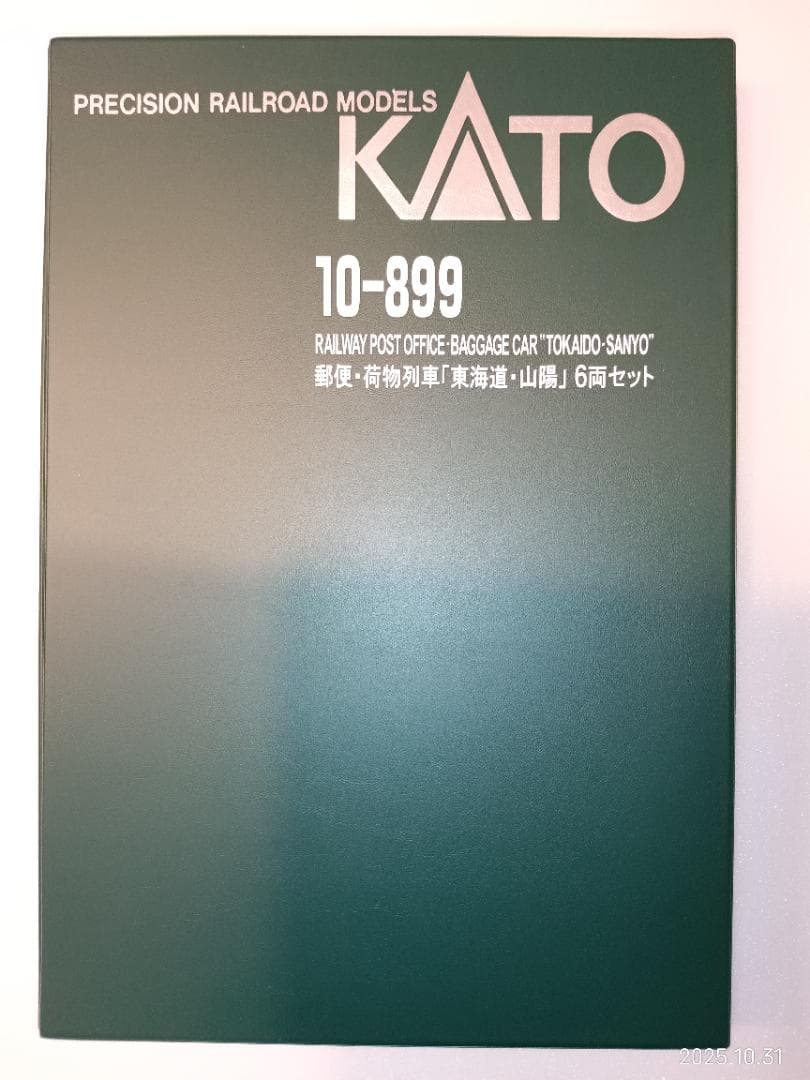 PRECISION RAILROAD MODELS
KATO
10-899
RAILWAY POST OFFICE·BAGGAGE CAR "TOKAIDO·SANYO"
郵便・荷物列車「東海道・山陽」 6両セット
2025.10.31